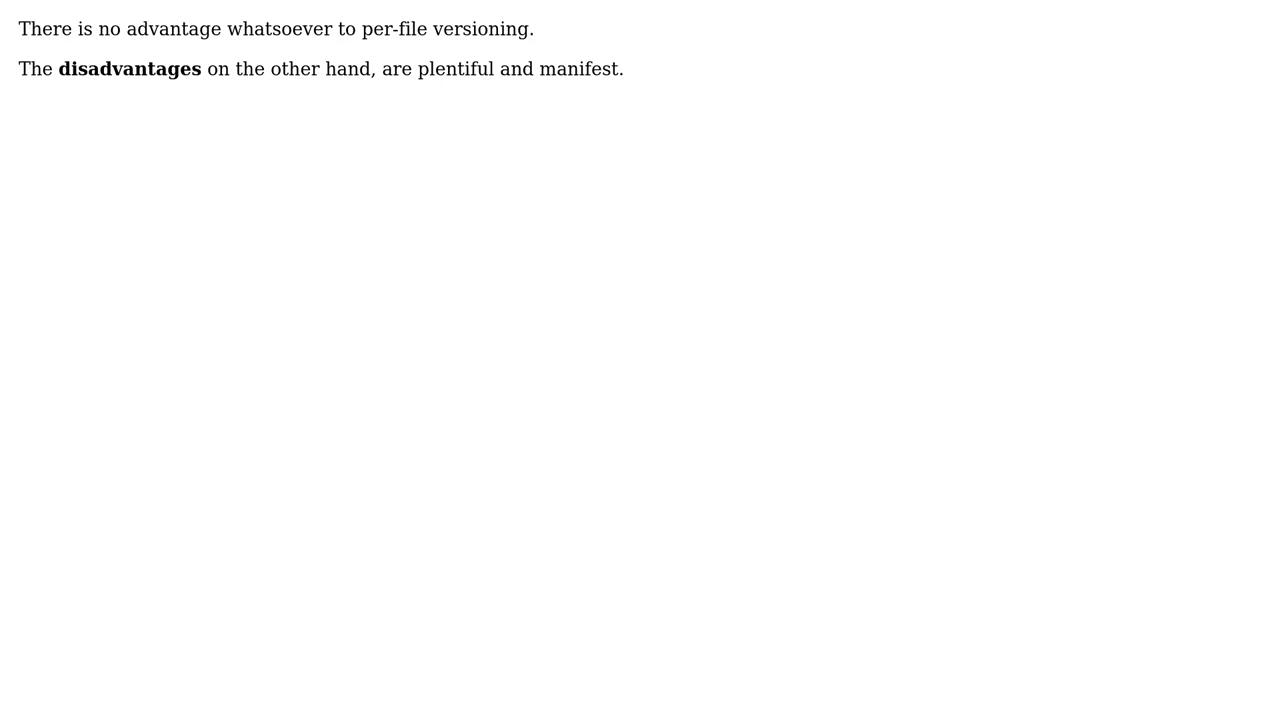 There is no advantage whatsoever to per-file versioning.
The disadvantages on the other hand, are plentiful and manifest.